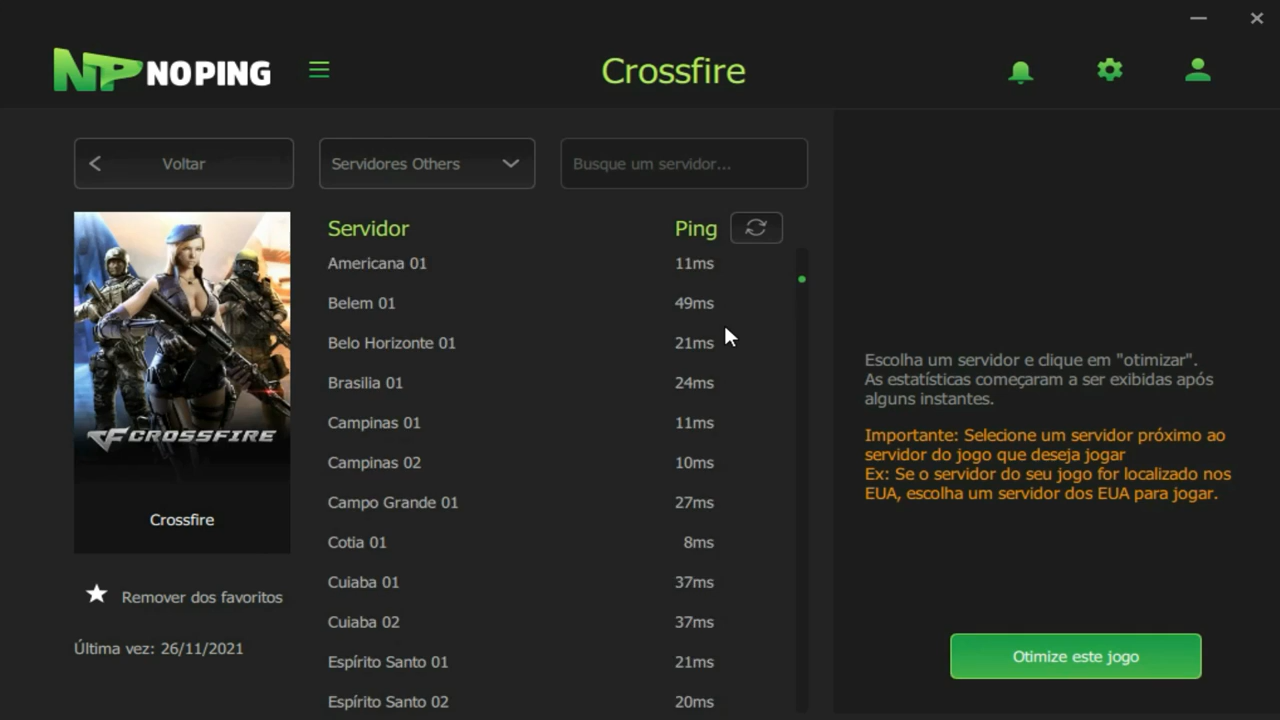 NP NOPING
Crossfire
Voltar
Servidores Others
Busque um servidor...
Servidor Ping
Americana 01 11ms
Belem 01 49ms
Belo Horizonte 01 21ms
Brasilia 01 24ms
Campinas 01 11ms
Campinas 02 10ms
Campo Grande 01 27ms
Cotia 01 8ms
Cuiaba 01 37ms
Cuiaba 02 37ms
Espírito Santo 01 21ms
Espírito Santo 02 20ms
CF CROSSFIRE
Crossfire
Remover dos favoritos
Última vez: 26/11/2021
Escolha um servidor e clique em "otimizar".
As estatísticas começaram a ser exibidas após
alguns instantes.
Importante: Selecione um servidor próximo ao
servidor do jogo que deseja jogar
Ex: Se o servidor do seu jogo for localizado nos
EUA, escolha um servidor dos EUA para jogar.
Otimize este jogo